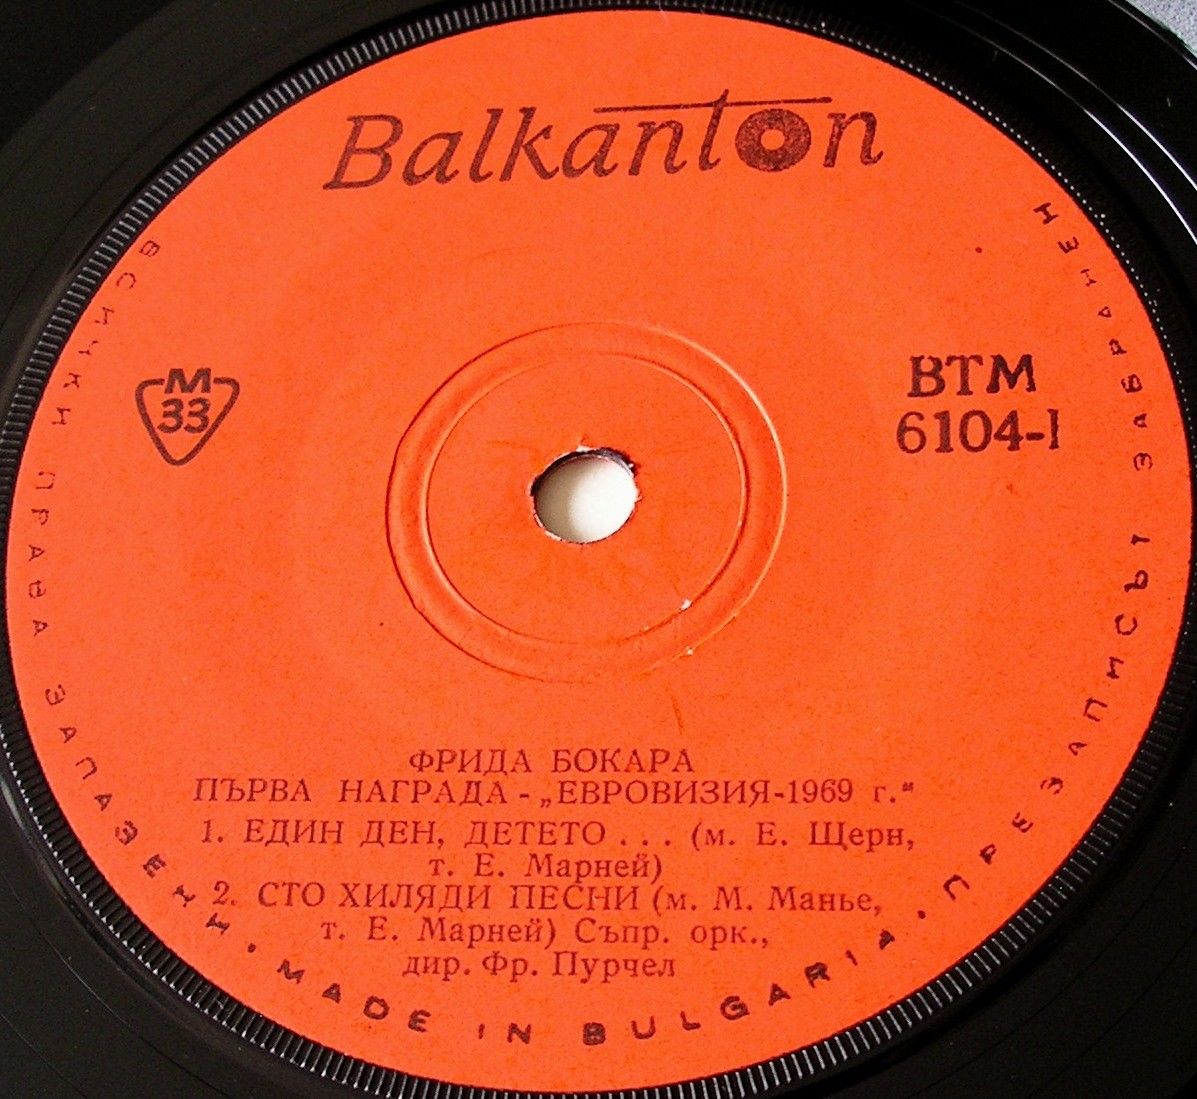 Balkanton
M
33
ВТМ
6104-I
ФРИДА БОКАРА
ПЪРВА НАГРАДА - „ЕВРОВИЗИЯ-1969 г.“
1. ЕДИН ДЕН, ДЕТЕТО . . . (м. Е. Щерн,
т. Е. Марней)
2. СТО ХИЛЯДИ ПЕСНИ (м. М. Манье,
т. Е. Марней) Съпр. орк.,
дир. Фр. Пурчел
ВСИЧКИ ПРАВА ЗАПАЗЕНИ . MADE IN BULGARIA . ПРЕЗАПИСЪТ ЗАБРАНЕН